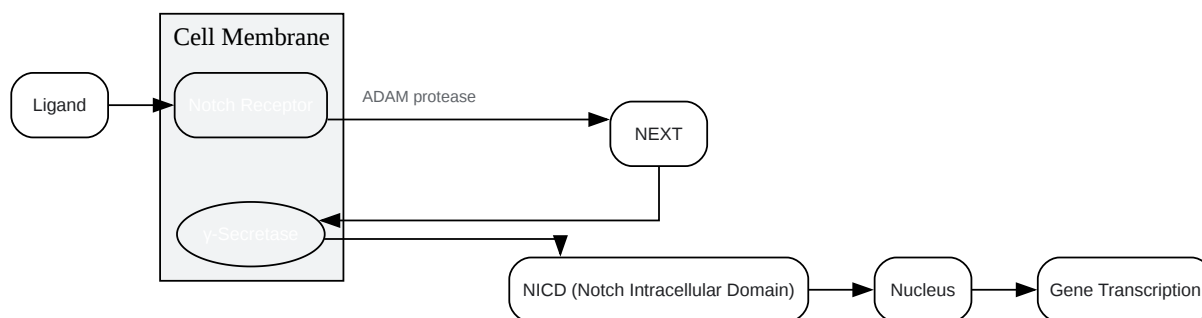 Cell Membrane
Ligand
Notch Receptor
ADAM protease
NEXT
γ-Secretase
NICD (Notch Intracellular Domain)
Nucleus
Gene Transcription